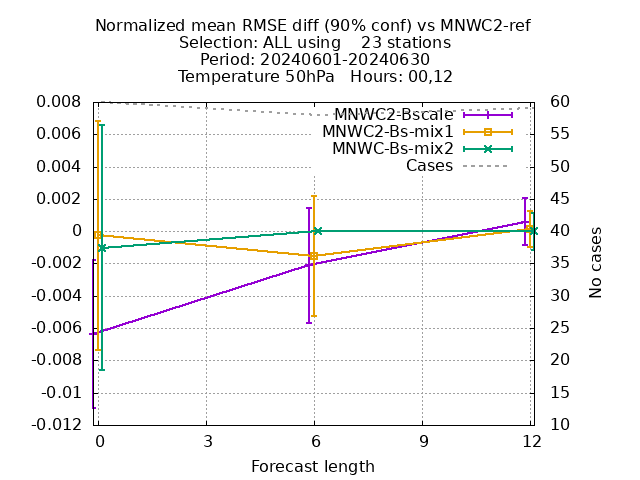 Normalized mean RMSE diff (90% conf) vs MNWC2-ref
Selection: ALL using    23 stations
Period: 20240601-20240630
Temperature 50hPa   Hours: 00,12
MNWC2-Bscale
MNWC2-Bs-mix1
MNWC-Bs-mix2
Cases
0.008
0.006
0.004
0.002
0
-0.002
-0.004
-0.006
-0.008
-0.01
-0.012
60
55
50
45
40
35
30
25
20
15
10
No cases
0
3
6
9
12
Forecast length